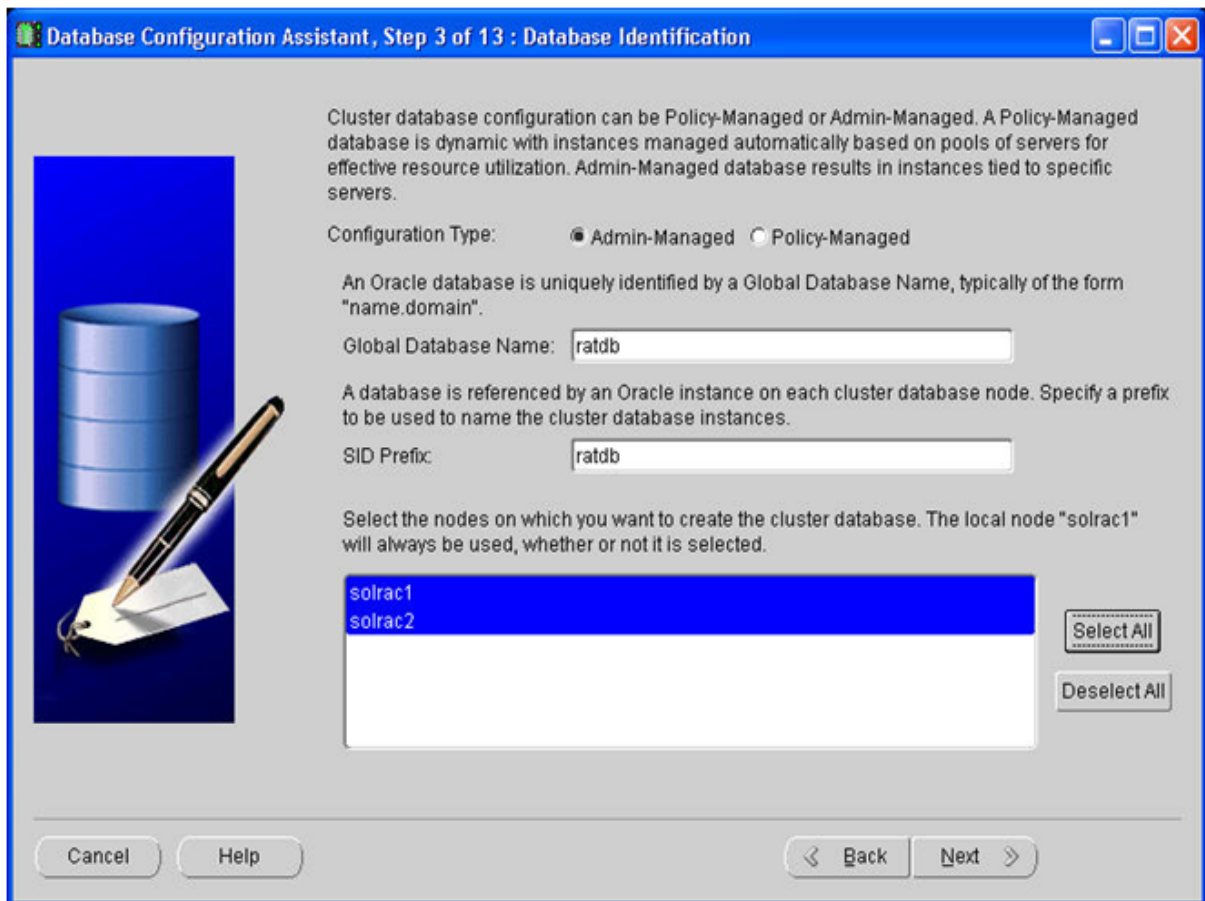 Database Configuration Assistant, Step 3 of 13 : Database Identification
Cluster database configuration can be Policy-Managed or Admin-Managed. A Policy-Managed
database is dynamic with instances managed automatically based on pools of servers for
effective resource utilization. Admin-Managed database results in instances tied to specific
servers.
Configuration Type: Admin-Managed Policy-Managed
An Oracle database is uniquely identified by a Global Database Name, typically of the form
"name.domain".
Global Database Name: ratdb
A database is referenced by an Oracle instance on each cluster database node. Specify a prefix
to be used to name the cluster database instances.
SID Prefix: ratdb
Select the nodes on which you want to create the cluster database. The local node "solrac1"
will always be used, whether or not it is selected.
solrac1
solrac2
Select All
Deselect All
Cancel Help Back Next